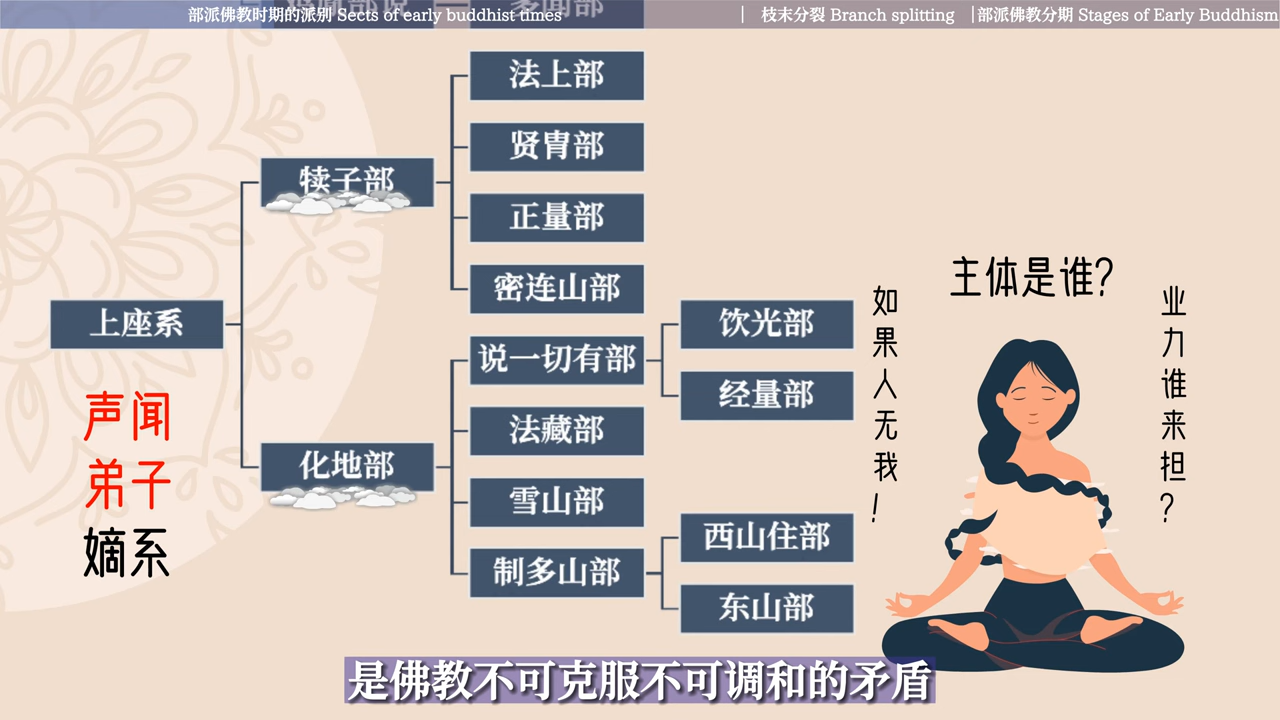 部派佛教时期的派别 Sects of early buddhist times
枝末分裂 Branch splitting
部派佛教分期 Stages of Early Buddhism
多闻部
法上部
贤胄部
犊子部
正量部
密连山部
上座系
饮光部
说一切有部
经量部
法藏部
化地部
雪山部
西山住部
制多山部
东山部
声闻
弟子
嫡系
主体是谁?
如果人无我!
业力谁来担?
是佛教不可克服不可调和的矛盾